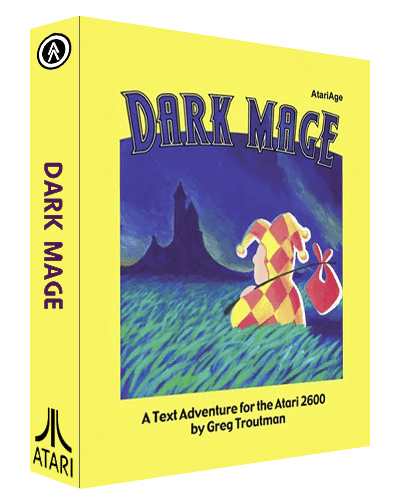 AtariAge
DARK MAGE
A Text Adventure for the Atari 2600
by Greg Troutman
DARK MAGE
ATARI